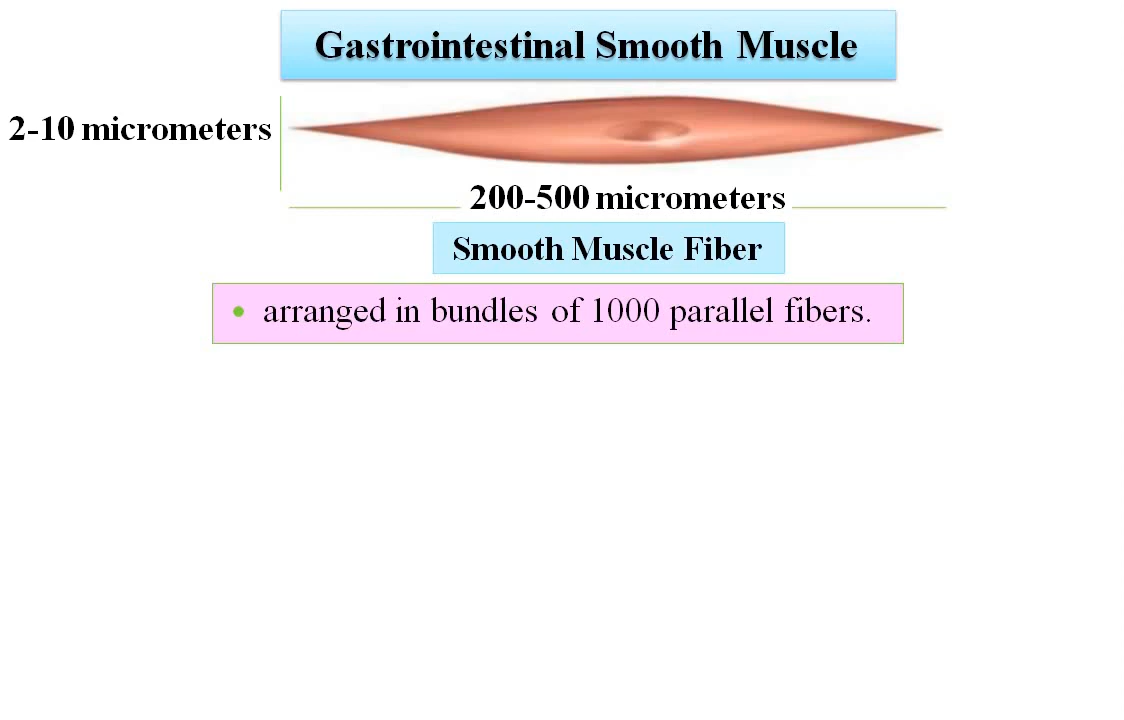 Gastrointestinal Smooth Muscle
2-10 micrometers
200-500 micrometers
Smooth Muscle Fiber
• arranged in bundles of 1000 parallel fibers.